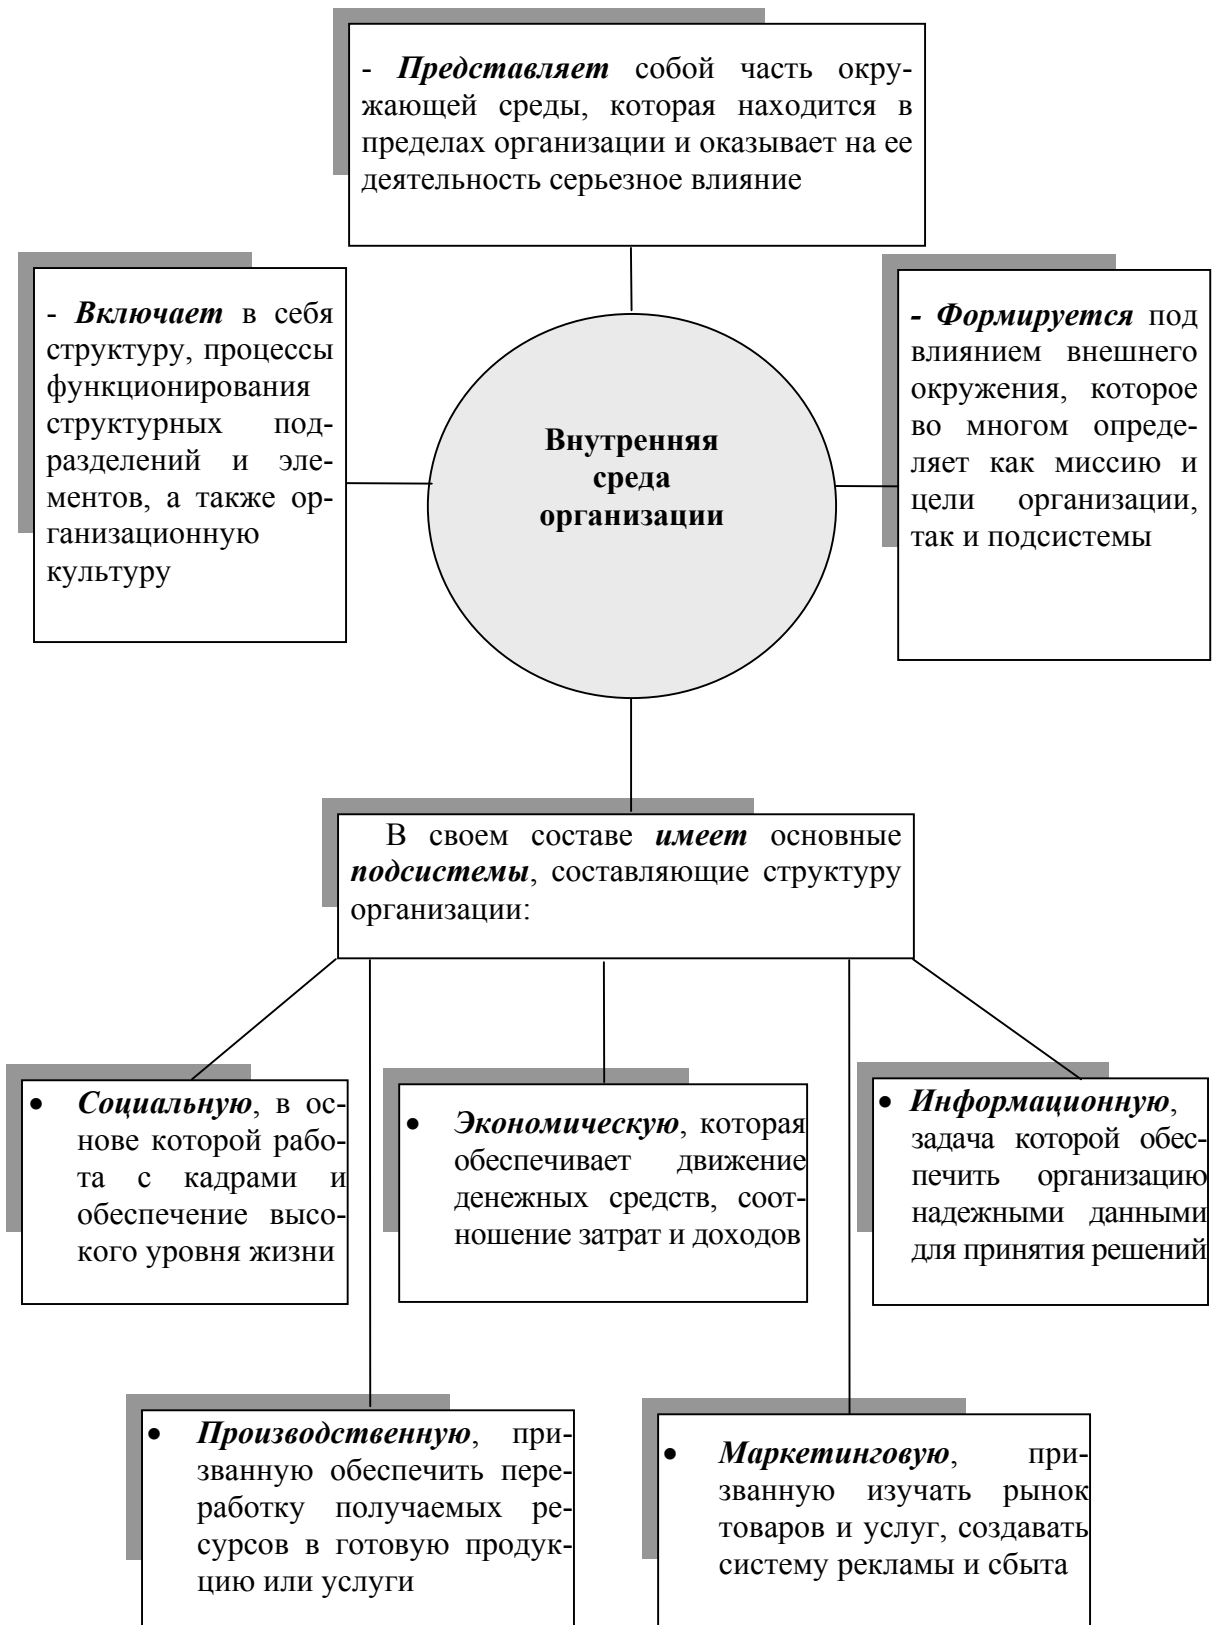 - Представляет собой часть окру-
жающей среды, которая находится в
пределах организации и оказывает на ее
деятельность серьезное влияние
- Включает в себя
структуру, процессы
функционирования
структурных под-
разделений и эле-
ментов, а также ор-
ганизационную
культуру
Внутренняя
среда
организации
- Формируется под
влиянием внешнего
окружения, которое
во многом опреде-
ляет как миссию и
цели организации,
так и подсистемы
В своем составе имеет основные
подсистемы, составляющие структуру
организации:
• Социальную, в ос-
нове которой рабо-
та с кадрами и
обеспечение высо-
кого уровня жизни
• Экономическую, которая
обеспечивает движение
денежных средств, соот-
ношение затрат и доходов
• Информационную,
задача которой обес-
печить организацию
надежными данными
для принятия решений
• Производственную, при-
званную обеспечить пере-
работку получаемых ре-
сурсов в готовую продук-
цию или услуги
• Маркетинговую, при-
званную изучать рынок
товаров и услуг, создавать
систему рекламы и сбыта